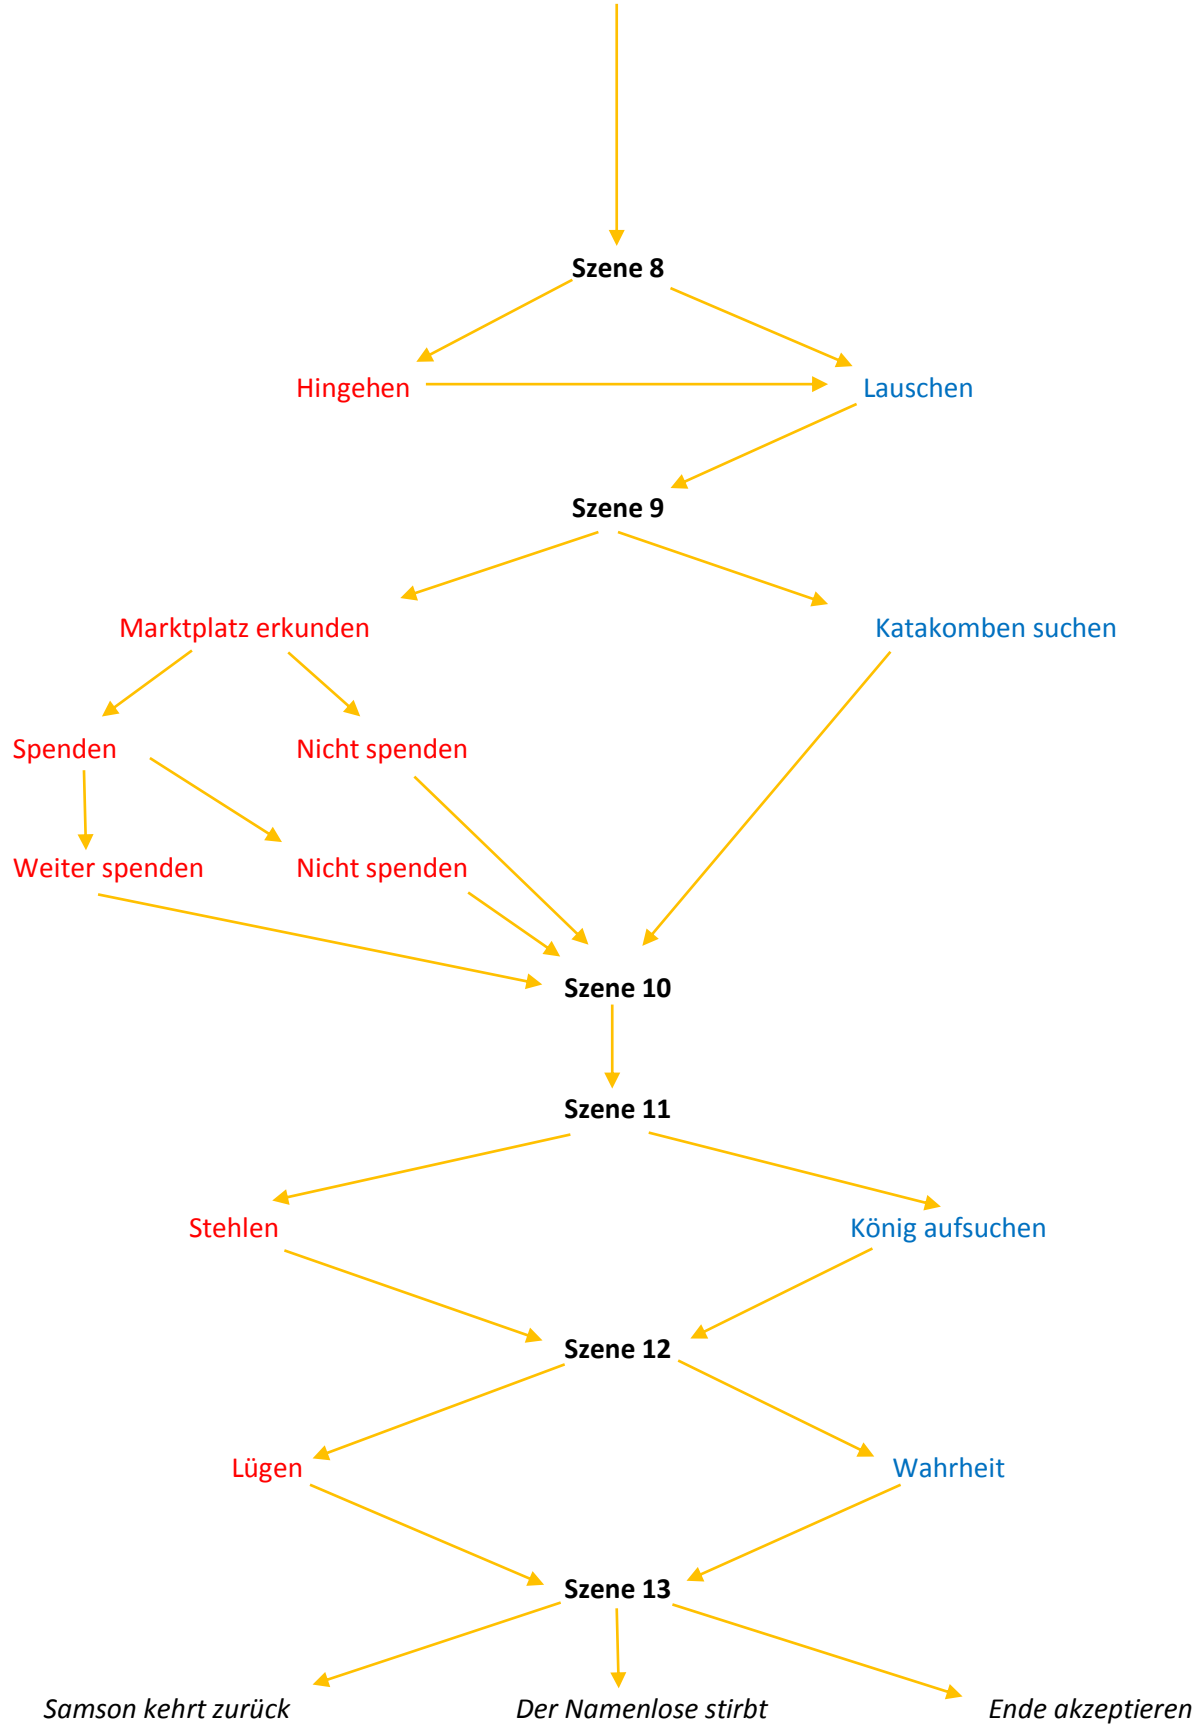 Szene 8
Hingehen
Lauschen
Szene 9
Marktplatz erkunden
Katakomben suchen
Spenden
Nicht spenden
Weiter spenden
Nicht spenden
Szene 10
Szene 11
Stehlen
König aufsuchen
Szene 12
Lügen
Wahrheit
Szene 13
Samson kehrt zurück
Der Namenlose stirbt
Ende akzeptieren